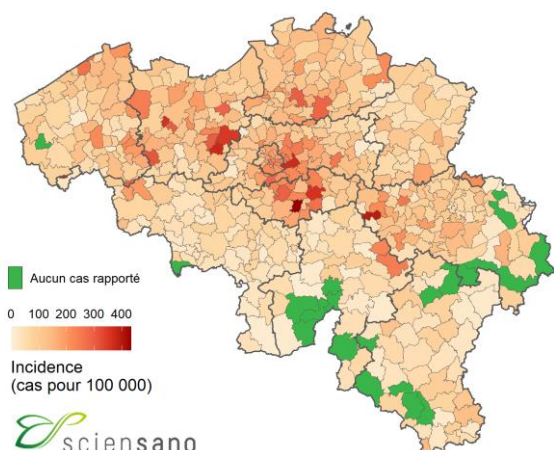 Aucun cas rapporté
0 100 200 300 400
Incidence
(cas pour 100 000)
sciensano